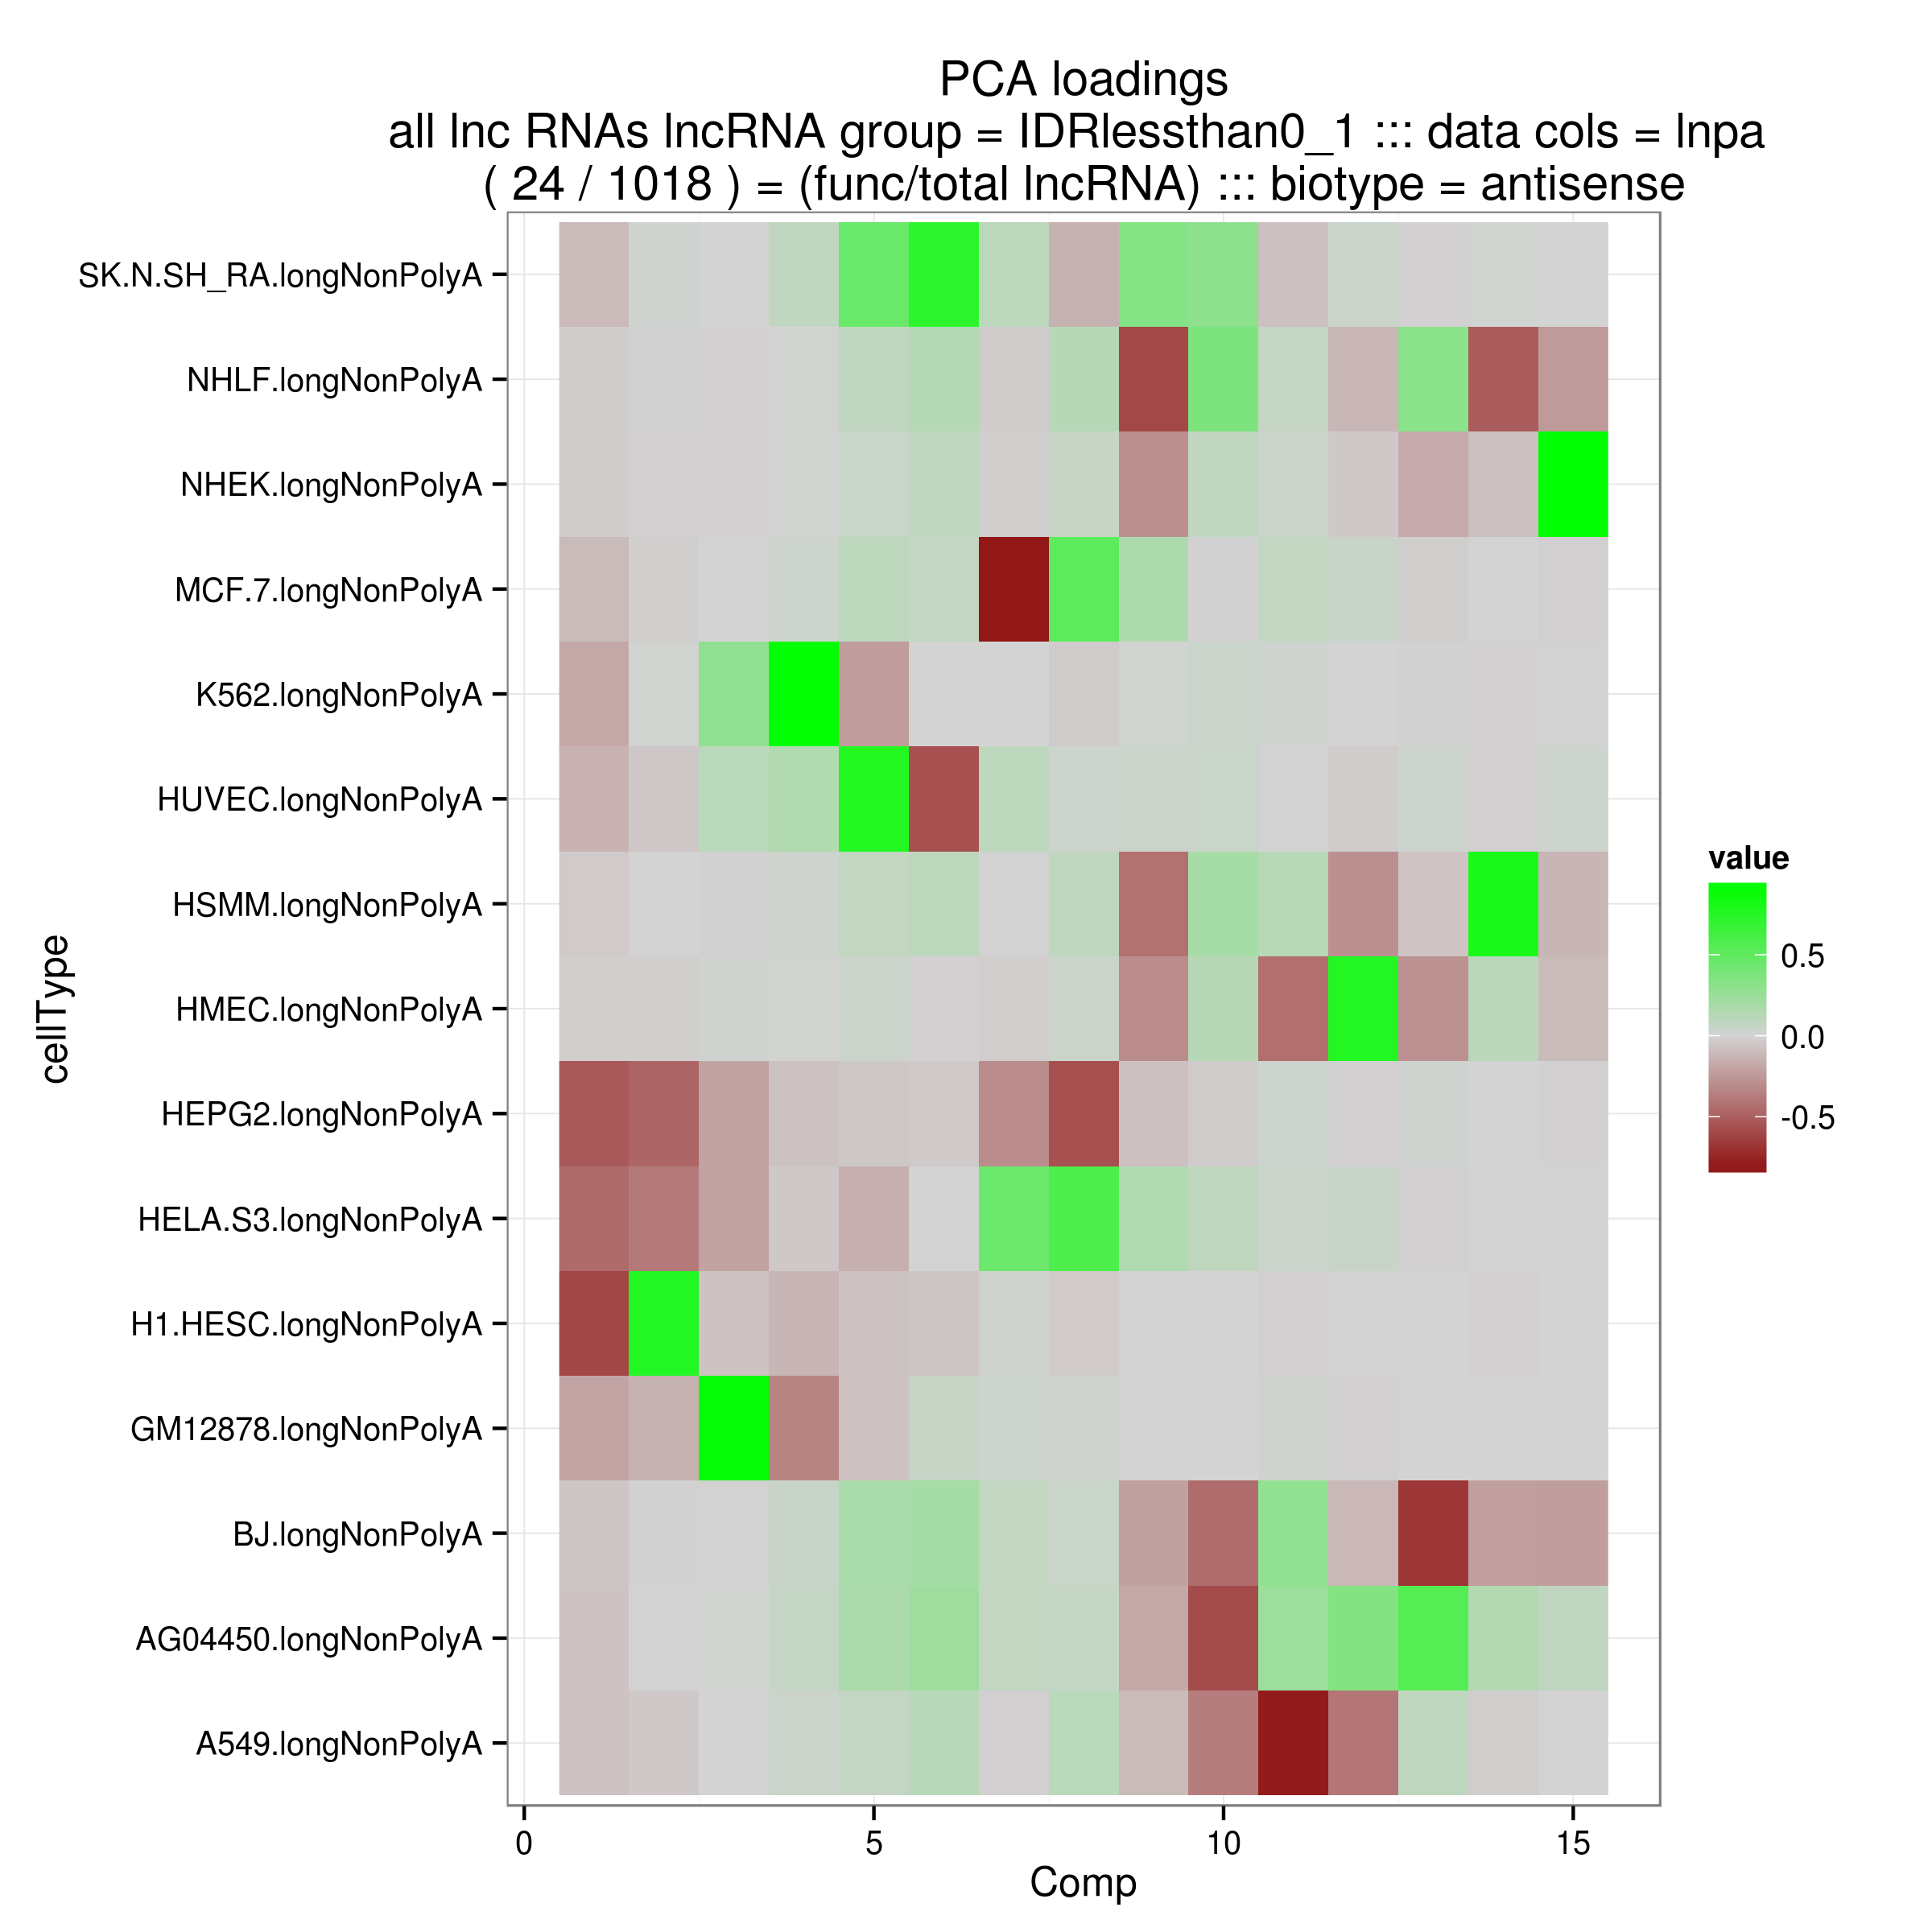 PCA loadings
all lnc RNAs lncRNA group = IDRlessthan0_1 ::: data cols = lnpa
( 24 / 1018 ) = (func/total lncRNA) ::: biotype = antisense
SK.N.SH_RA.longNonPolyA
NHLF.longNonPolyA
NHEK.longNonPolyA
MCF.7.longNonPolyA
K562.longNonPolyA
HUVEC.longNonPolyA
HSMM.longNonPolyA
HMEC.longNonPolyA
HEPG2.longNonPolyA
HELA.S3.longNonPolyA
H1.HESC.longNonPolyA
GM12878.longNonPolyA
BJ.longNonPolyA
AG04450.longNonPolyA
A549.longNonPolyA
cellType
0 5 10 15
Comp
value
0.5
0.0
-0.5